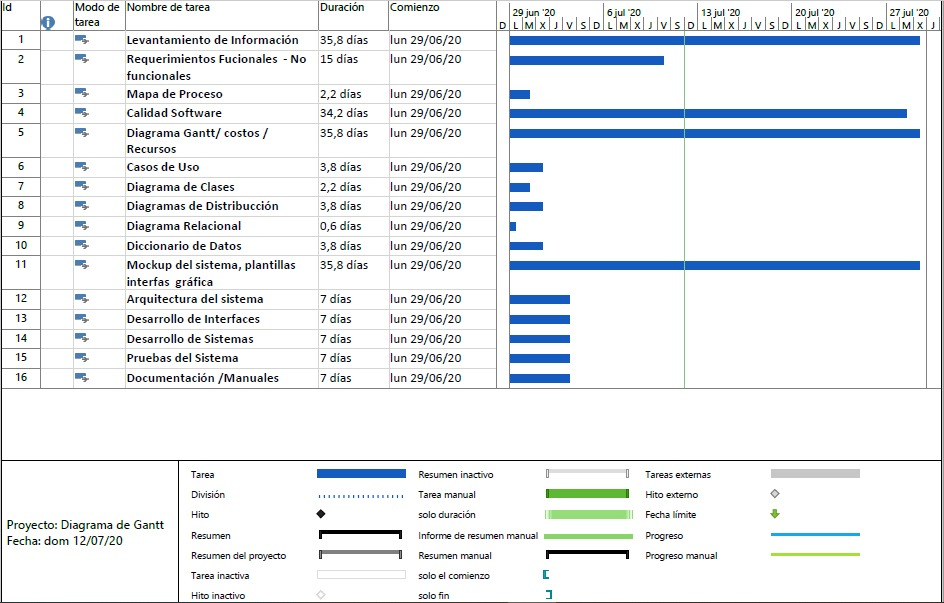 Id Modo de tarea Nombre de tarea Duración Comienzo
29 jun '20 6 jul '20 13 jul '20 20 jul '20 27 jul '20
D L M X J V S D L M X J V S D L M X J V S D L M X J V S D L M X J
1 Levantamiento de Información 35,8 días lun 29/06/20
2 Requerimientos Fucionales - No funcionales 15 días lun 29/06/20
3 Mapa de Proceso 2,2 días lun 29/06/20
4 Calidad Software 34,2 días lun 29/06/20
5 Diagrama Gantt/ costos / Recursos 35,8 días lun 29/06/20
6 Casos de Uso 3,8 días lun 29/06/20
7 Diagrama de Clases 2,2 días lun 29/06/20
8 Diagramas de Distribucción 3,8 días lun 29/06/20
9 Diagrama Relacional 0,6 días lun 29/06/20
10 Diccionario de Datos 3,8 días lun 29/06/20
11 Mockup del sistema, plantillas interfas gráfica 35,8 días lun 29/06/20
12 Arquitectura del sistema 7 días lun 29/06/20
13 Desarrollo de Interfaces 7 días lun 29/06/20
14 Desarrollo de Sistemas 7 días lun 29/06/20
15 Pruebas del Sistema 7 días lun 29/06/20
16 Documentación /Manuales 7 días lun 29/06/20
Proyecto: Diagrama de Gantt
Fecha: dom 12/07/20
Tarea
División
Hito
Resumen
Resumen del proyecto
Tarea inactiva
Hito inactivo
Resumen inactivo
Tarea manual
solo duración
Informe de resumen manual
Resumen manual
solo el comienzo
solo fin
Tareas externas
Hito externo
Fecha límite
Progreso
Progreso manual